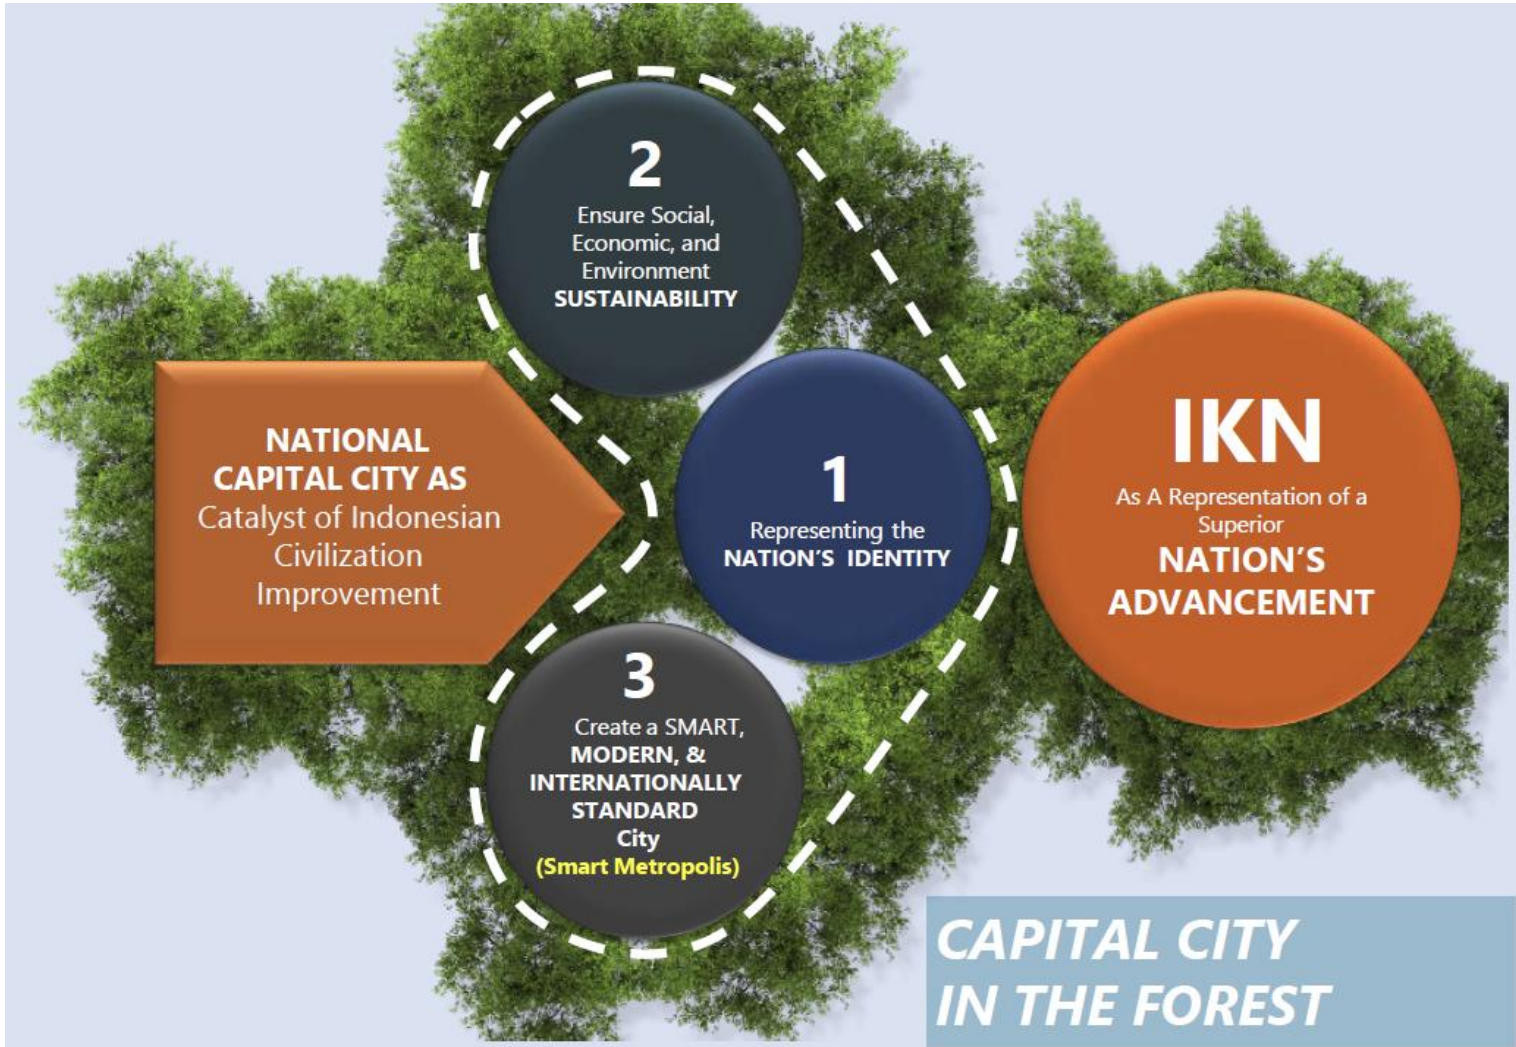 NATIONAL
CAPITAL CITY AS
Catalyst of Indonesian
Civilization
Improvement
2
Ensure Social,
Economic, and
Environment
SUSTAINABILITY
1
Representing the
NATION'S IDENTITY
3
Create a SMART,
MODERN, &
INTERNATIONALLY
STANDARD
City
(Smart Metropolis)
IKN
As A Representation of a
Superior
NATION'S
ADVANCEMENT
CAPITAL CITY
IN THE FOREST